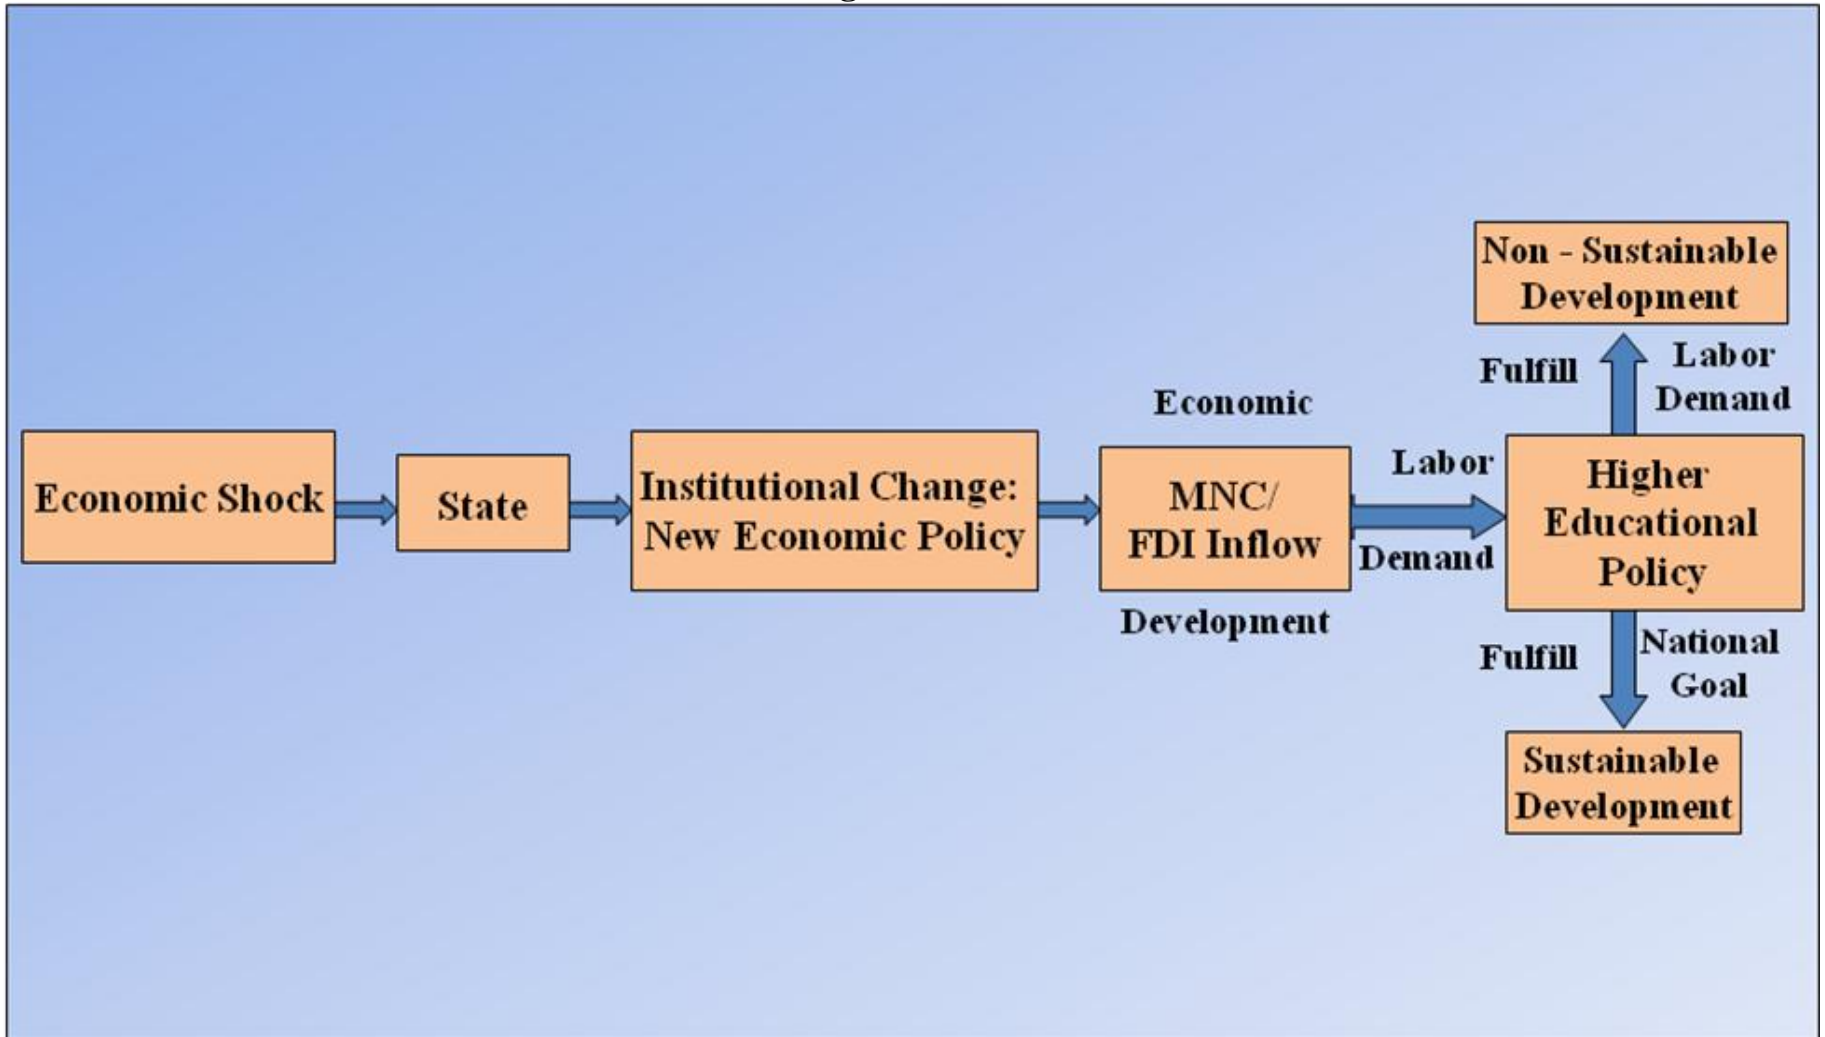 Economic Shock
State
Institutional Change:
New Economic Policy
Economic
MNC/
FDI Inflow
Development
Labor
Demand
Higher
Educational
Policy
Non - Sustainable
Development
Fulfill
Labor
Demand
Fulfill
National
Goal
Sustainable
Development